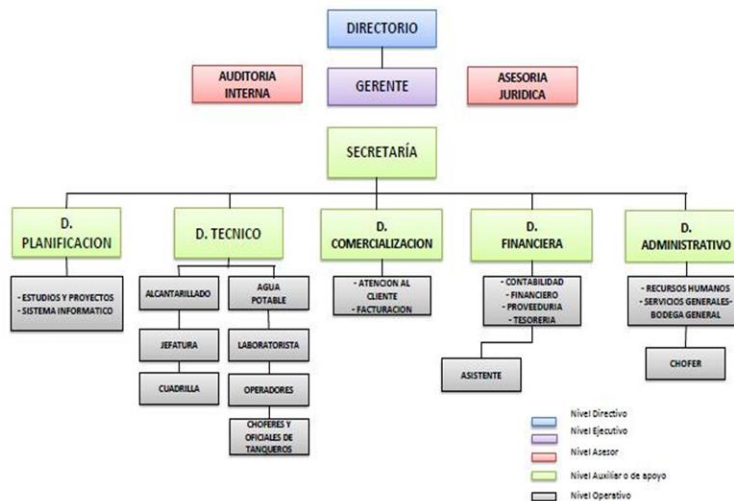 DIRECTORIO
AUDITORIA
INTERNA
GERENTE
ASESORIA
JURIDICA
SECRETARÍA
D.
PLANIFICACION
D. TECNICO
D.
COMERCIALIZACION
D.
FINANCIERA
D.
ADMINISTRATIVO
- ESTUDIOS Y PROYECTOS
- SISTEMA INFORMATICO
ALCANTARILLADO
AGUA
POTABLE
- ATENCION AL
CLIENTE
- FACTURACION
- CONTABILIDAD
- FINANCIERO
- PROVEEDURIA
- TESORERIA
- RECURSOS HUMANOS
- SERVICIOS GENERALES-
BODEGA GENERAL
JEFATURA
LABORATORISTA
ASISTENTE
CHOFER
CUADRILLA
OPERADORES
CHOFERES Y
OFICIALES DE
TANQUEROS
Nivel Directivo
Nivel Ejecutivo
Nivel Asesor
Nivel Auxiliar o de apoyo
Nivel Operativo